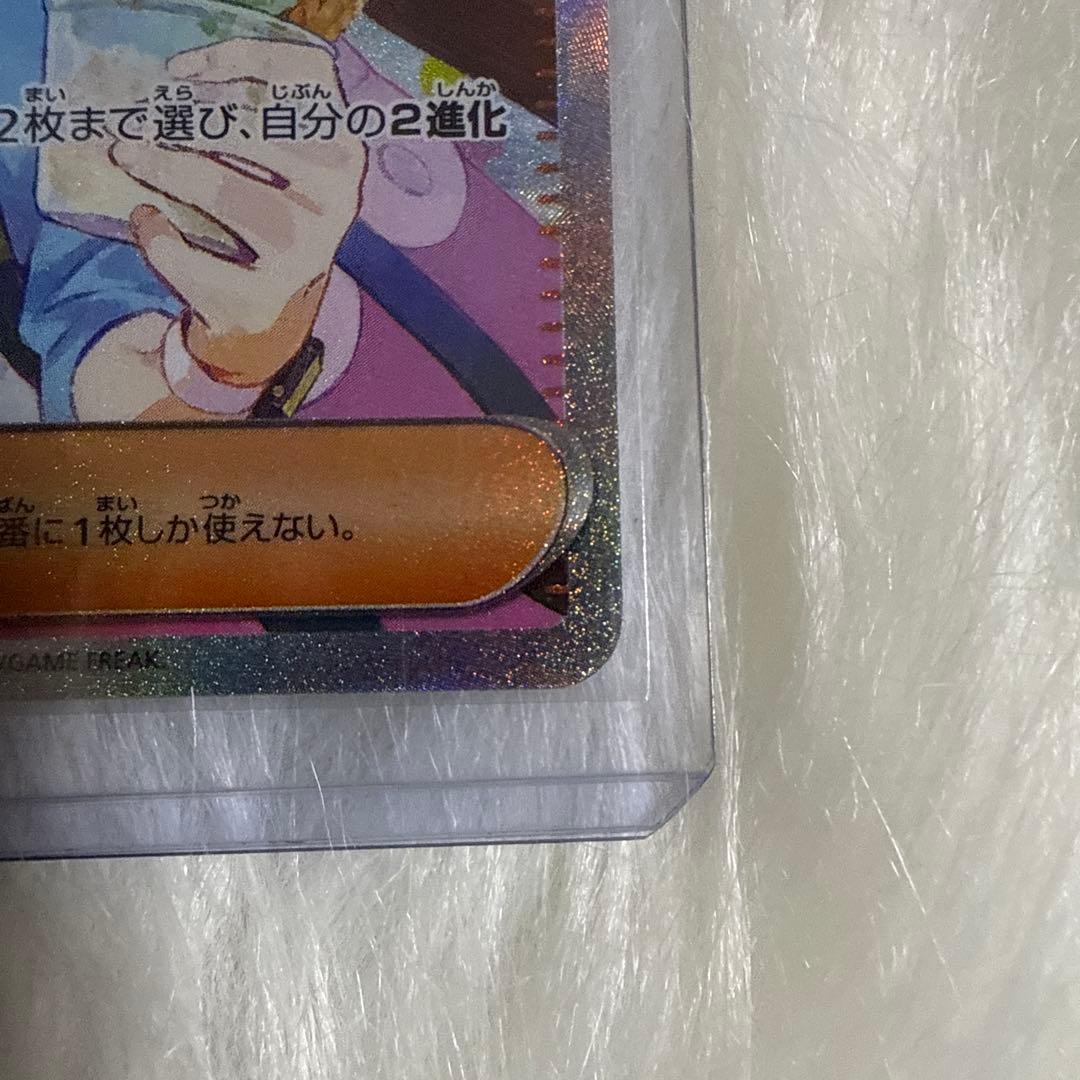 まい えら じぶん しんか
2枚まで選び、自分の2進化
ばん まい つか
番に1枚しか使えない。
/GAME FREAK.